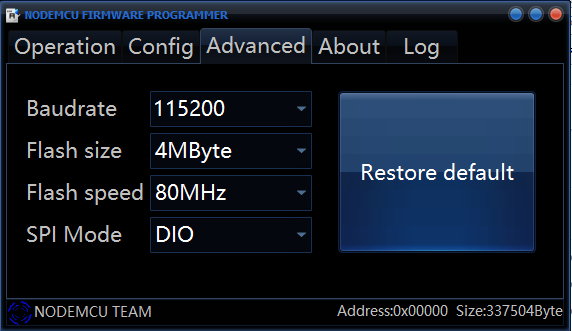 NODEMCU FIRMWARE PROGRAMMER
Operation Config Advanced About Log
Baudrate 115200
Flash size 4MByte
Flash speed 80MHz
SPI Mode DIO
Restore default
NODEMCU TEAM Address:0x00000 Size:337504Byte